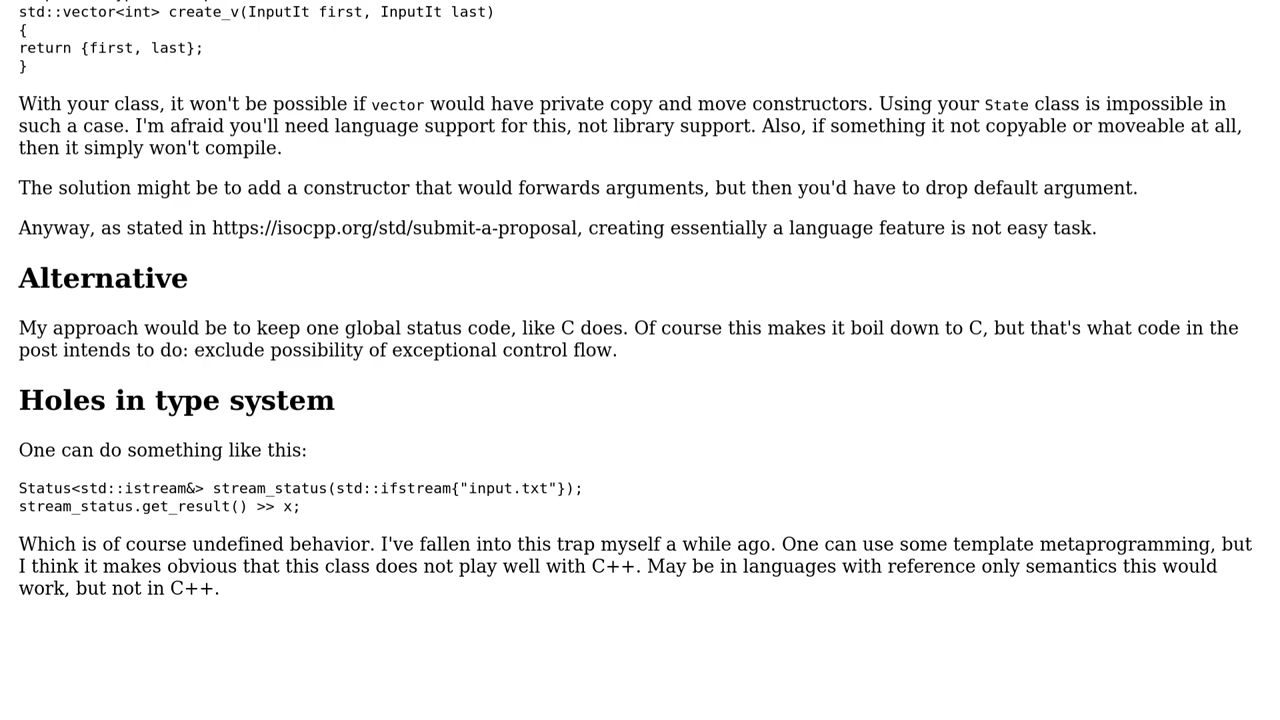 std::vector<int> create_v(InputIt first, InputIt last)
{
return {first, last};
}
With your class, it won't be possible if vector would have private copy and move constructors. Using your State class is impossible in
such a case. I'm afraid you'll need language support for this, not library support. Also, if something it not copyable or moveable at all,
then it simply won't compile.
The solution might be to add a constructor that would forwards arguments, but then you'd have to drop default argument.
Anyway, as stated in https://isocpp.org/std/submit-a-proposal, creating essentially a language feature is not easy task.
Alternative
My approach would be to keep one global status code, like C does. Of course this makes it boil down to C, but that's what code in the
post intends to do: exclude possibility of exceptional control flow.
Holes in type system
One can do something like this:
Status<std::istream&> stream_status(std::ifstream{"input.txt"});
stream_status.get_result() >> x;
Which is of course undefined behavior. I've fallen into this trap myself a while ago. One can use some template metaprogramming, but
I think it makes obvious that this class does not play well with C++. May be in languages with reference only semantics this would
work, but not in C++.